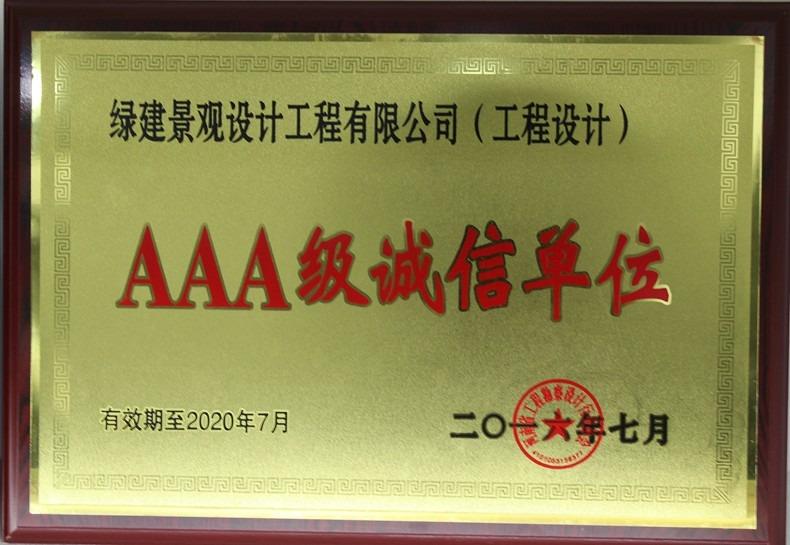 绿建景观设计工程有限公司（工程设计）
AAA级诚信单位
有效期至2020年7月
二〇一六年七月